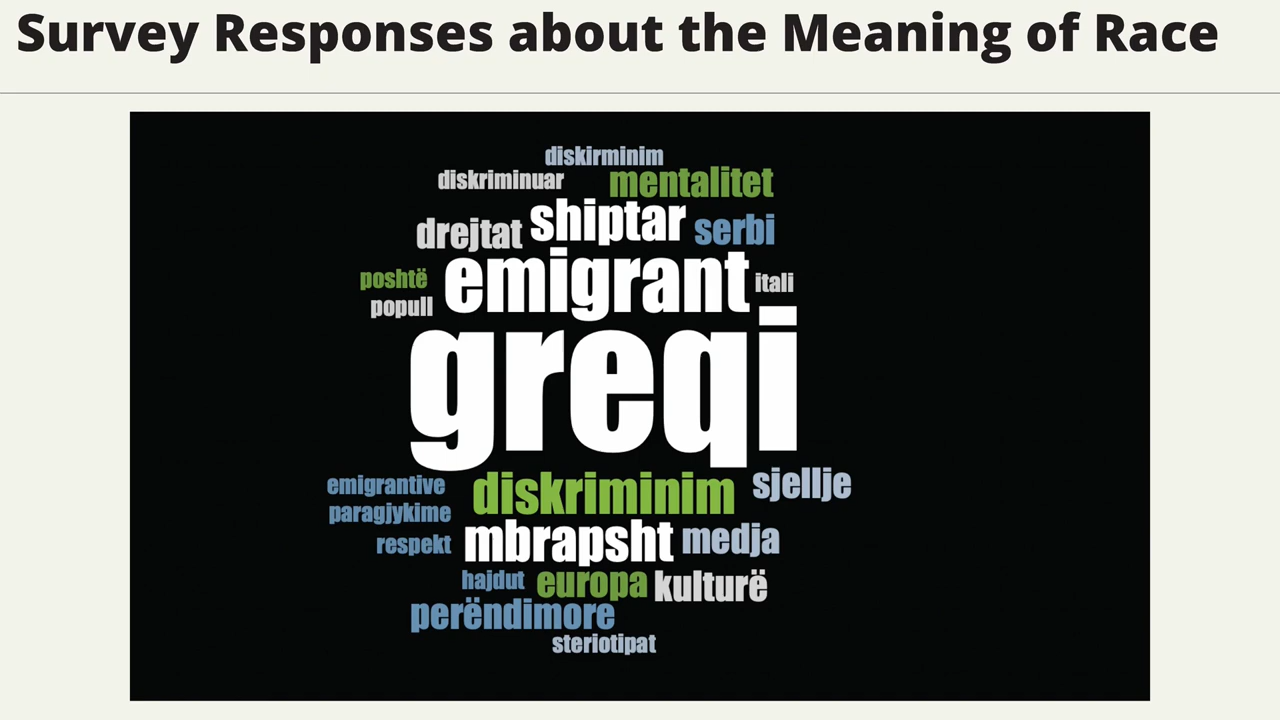 Survey Responses about the Meaning of Race
diskirminim
diskriminuar mentalitet
drejtat shiptar serbi
poshtë emigrant itali
popull
greqi
emigrantive diskriminim sjellje
paragjykime
respekt mbrapsht medja
hajdut europa kulturë
perëndimore
steriotipat